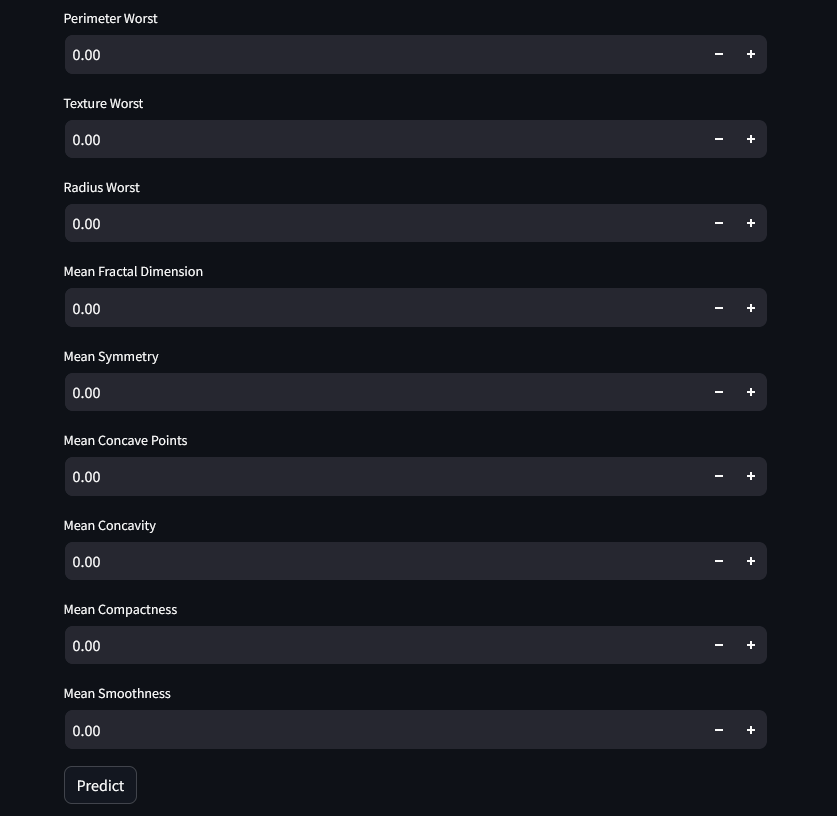 Perimeter Worst
0.00
Texture Worst
0.00
Radius Worst
0.00
Mean Fractal Dimension
0.00
Mean Symmetry
0.00
Mean Concave Points
0.00
Mean Concavity
0.00
Mean Compactness
0.00
Mean Smoothness
0.00
Predict